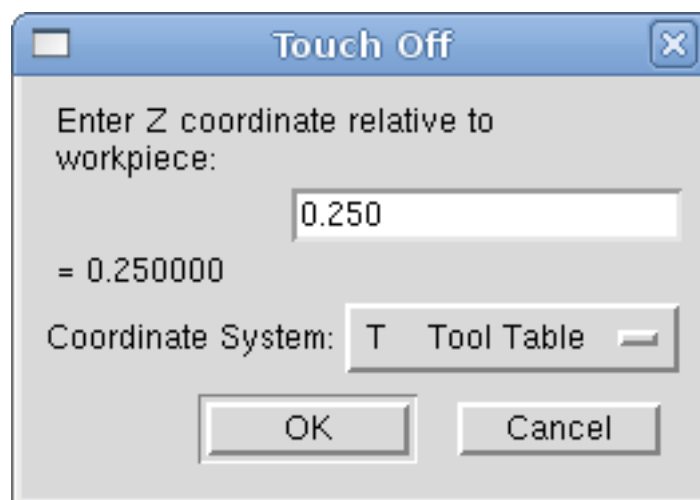 Touch Off
Enter Z coordinate relative to
workpiece:
0.250
= 0.250000
Coordinate System: T Tool Table
OK Cancel